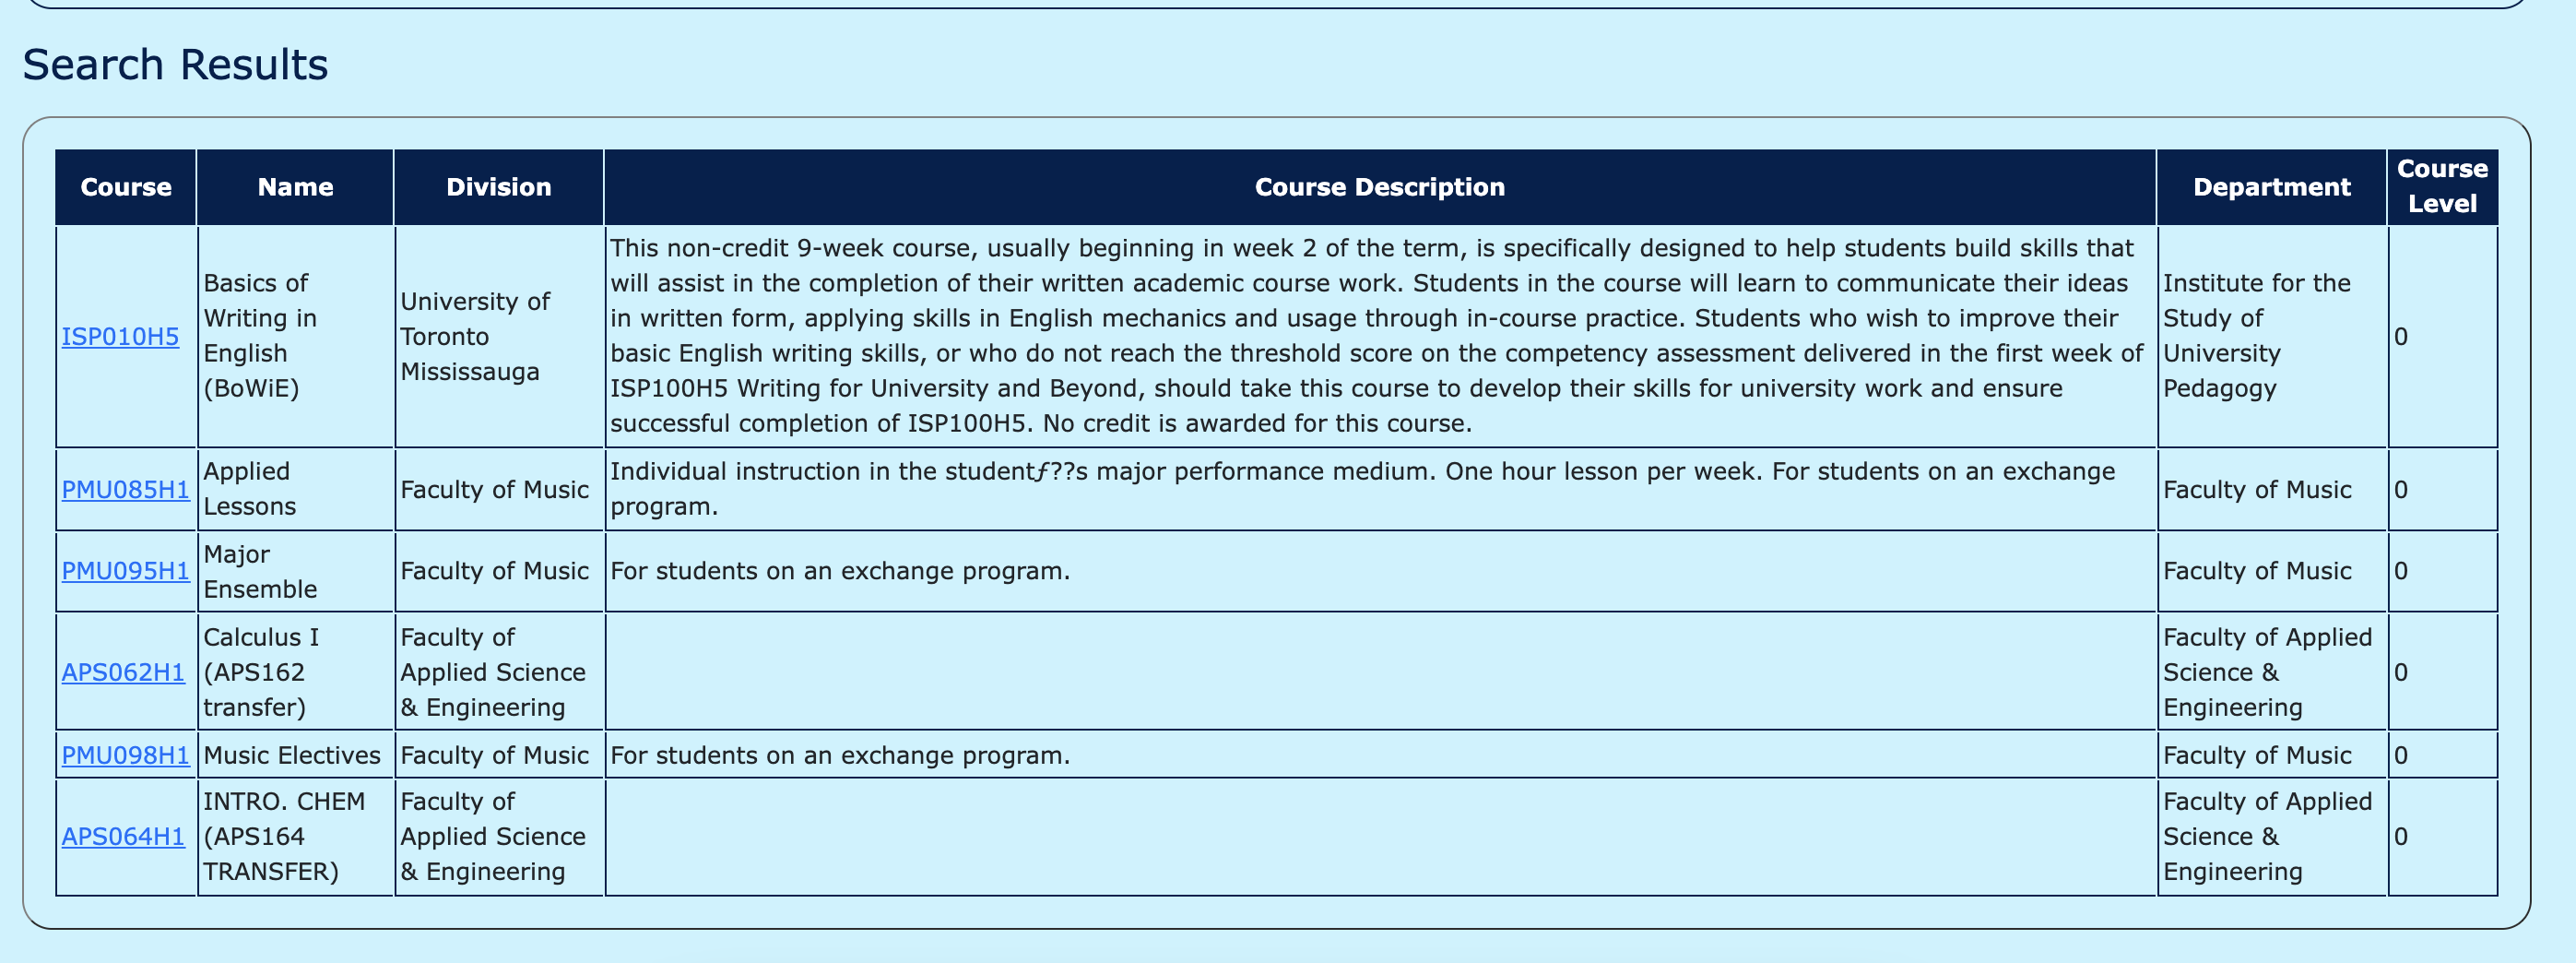 Search Results
Course Name Division Course Description Department Course Level
ISP010H5
Basics of
Writing in
English
(BoWiE)
University of
Toronto
Mississauga
This non-credit 9-week course, usually beginning in week 2 of the term, is specifically designed to help students build skills that
will assist in the completion of their written academic course work. Students in the course will learn to communicate their ideas
in written form, applying skills in English mechanics and usage through in-course practice. Students who wish to improve their
basic English writing skills, or who do not reach the threshold score on the competency assessment delivered in the first week of
ISP100H5 Writing for University and Beyond, should take this course to develop their skills for university work and ensure
successful completion of ISP100H5. No credit is awarded for this course.
Institute for the
Study of
University
Pedagogy
0
PMU085H1
Applied
Lessons
Faculty of Music
Individual instruction in the studentƒ??s major performance medium. One hour lesson per week. For students on an exchange
program.
Faculty of Music
0
PMU095H1
Major
Ensemble
Faculty of Music
For students on an exchange program.
Faculty of Music
0
APS062H1
Calculus I
(APS162
transfer)
Faculty of
Applied Science
& Engineering
Faculty of Applied
Science &
Engineering
0
PMU098H1
Music Electives
Faculty of Music
For students on an exchange program.
Faculty of Music
0
APS064H1
INTRO. CHEM
(APS164
TRANSFER)
Faculty of
Applied Science
& Engineering
Faculty of Applied
Science &
Engineering
0